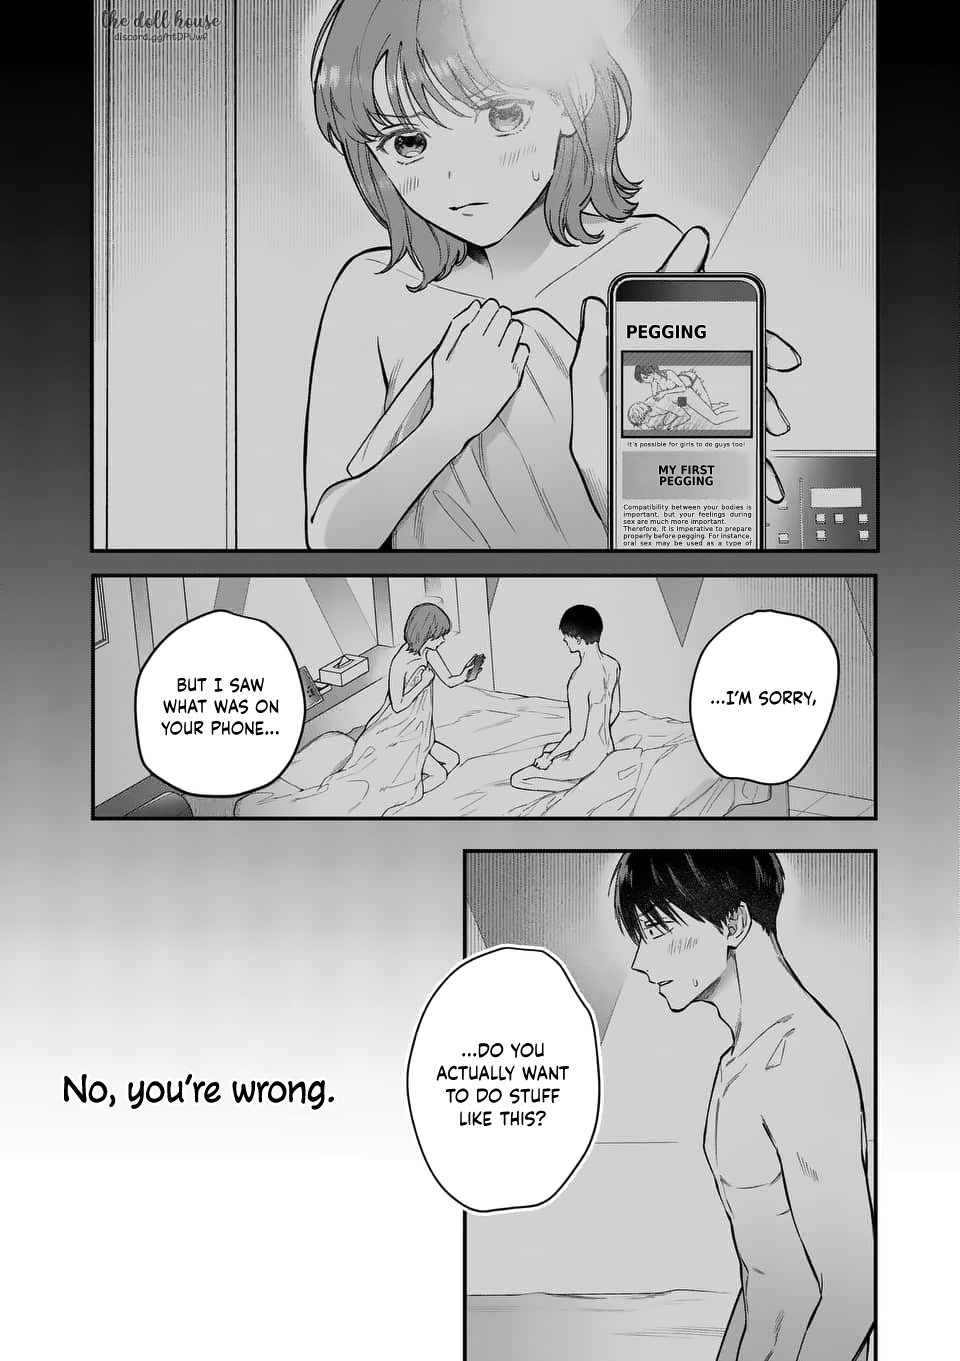 the doll house
discord.gg/htDPUwF
PEGGING
It's possible for girls to do guys too!
MY FIRST
PEGGING
Compatibility between your bodies is
important, but your feelings during
sex are much more important.
Therefore, it is imperative to prepare
properly before pegging. For instance,
oral sex may be used as a type of
...I'M SORRY,
BUT I SAW
WHAT WAS ON
YOUR PHONE...
...DO YOU
ACTUALLY WANT
TO DO STUFF
LIKE THIS?
No, you're wrong.